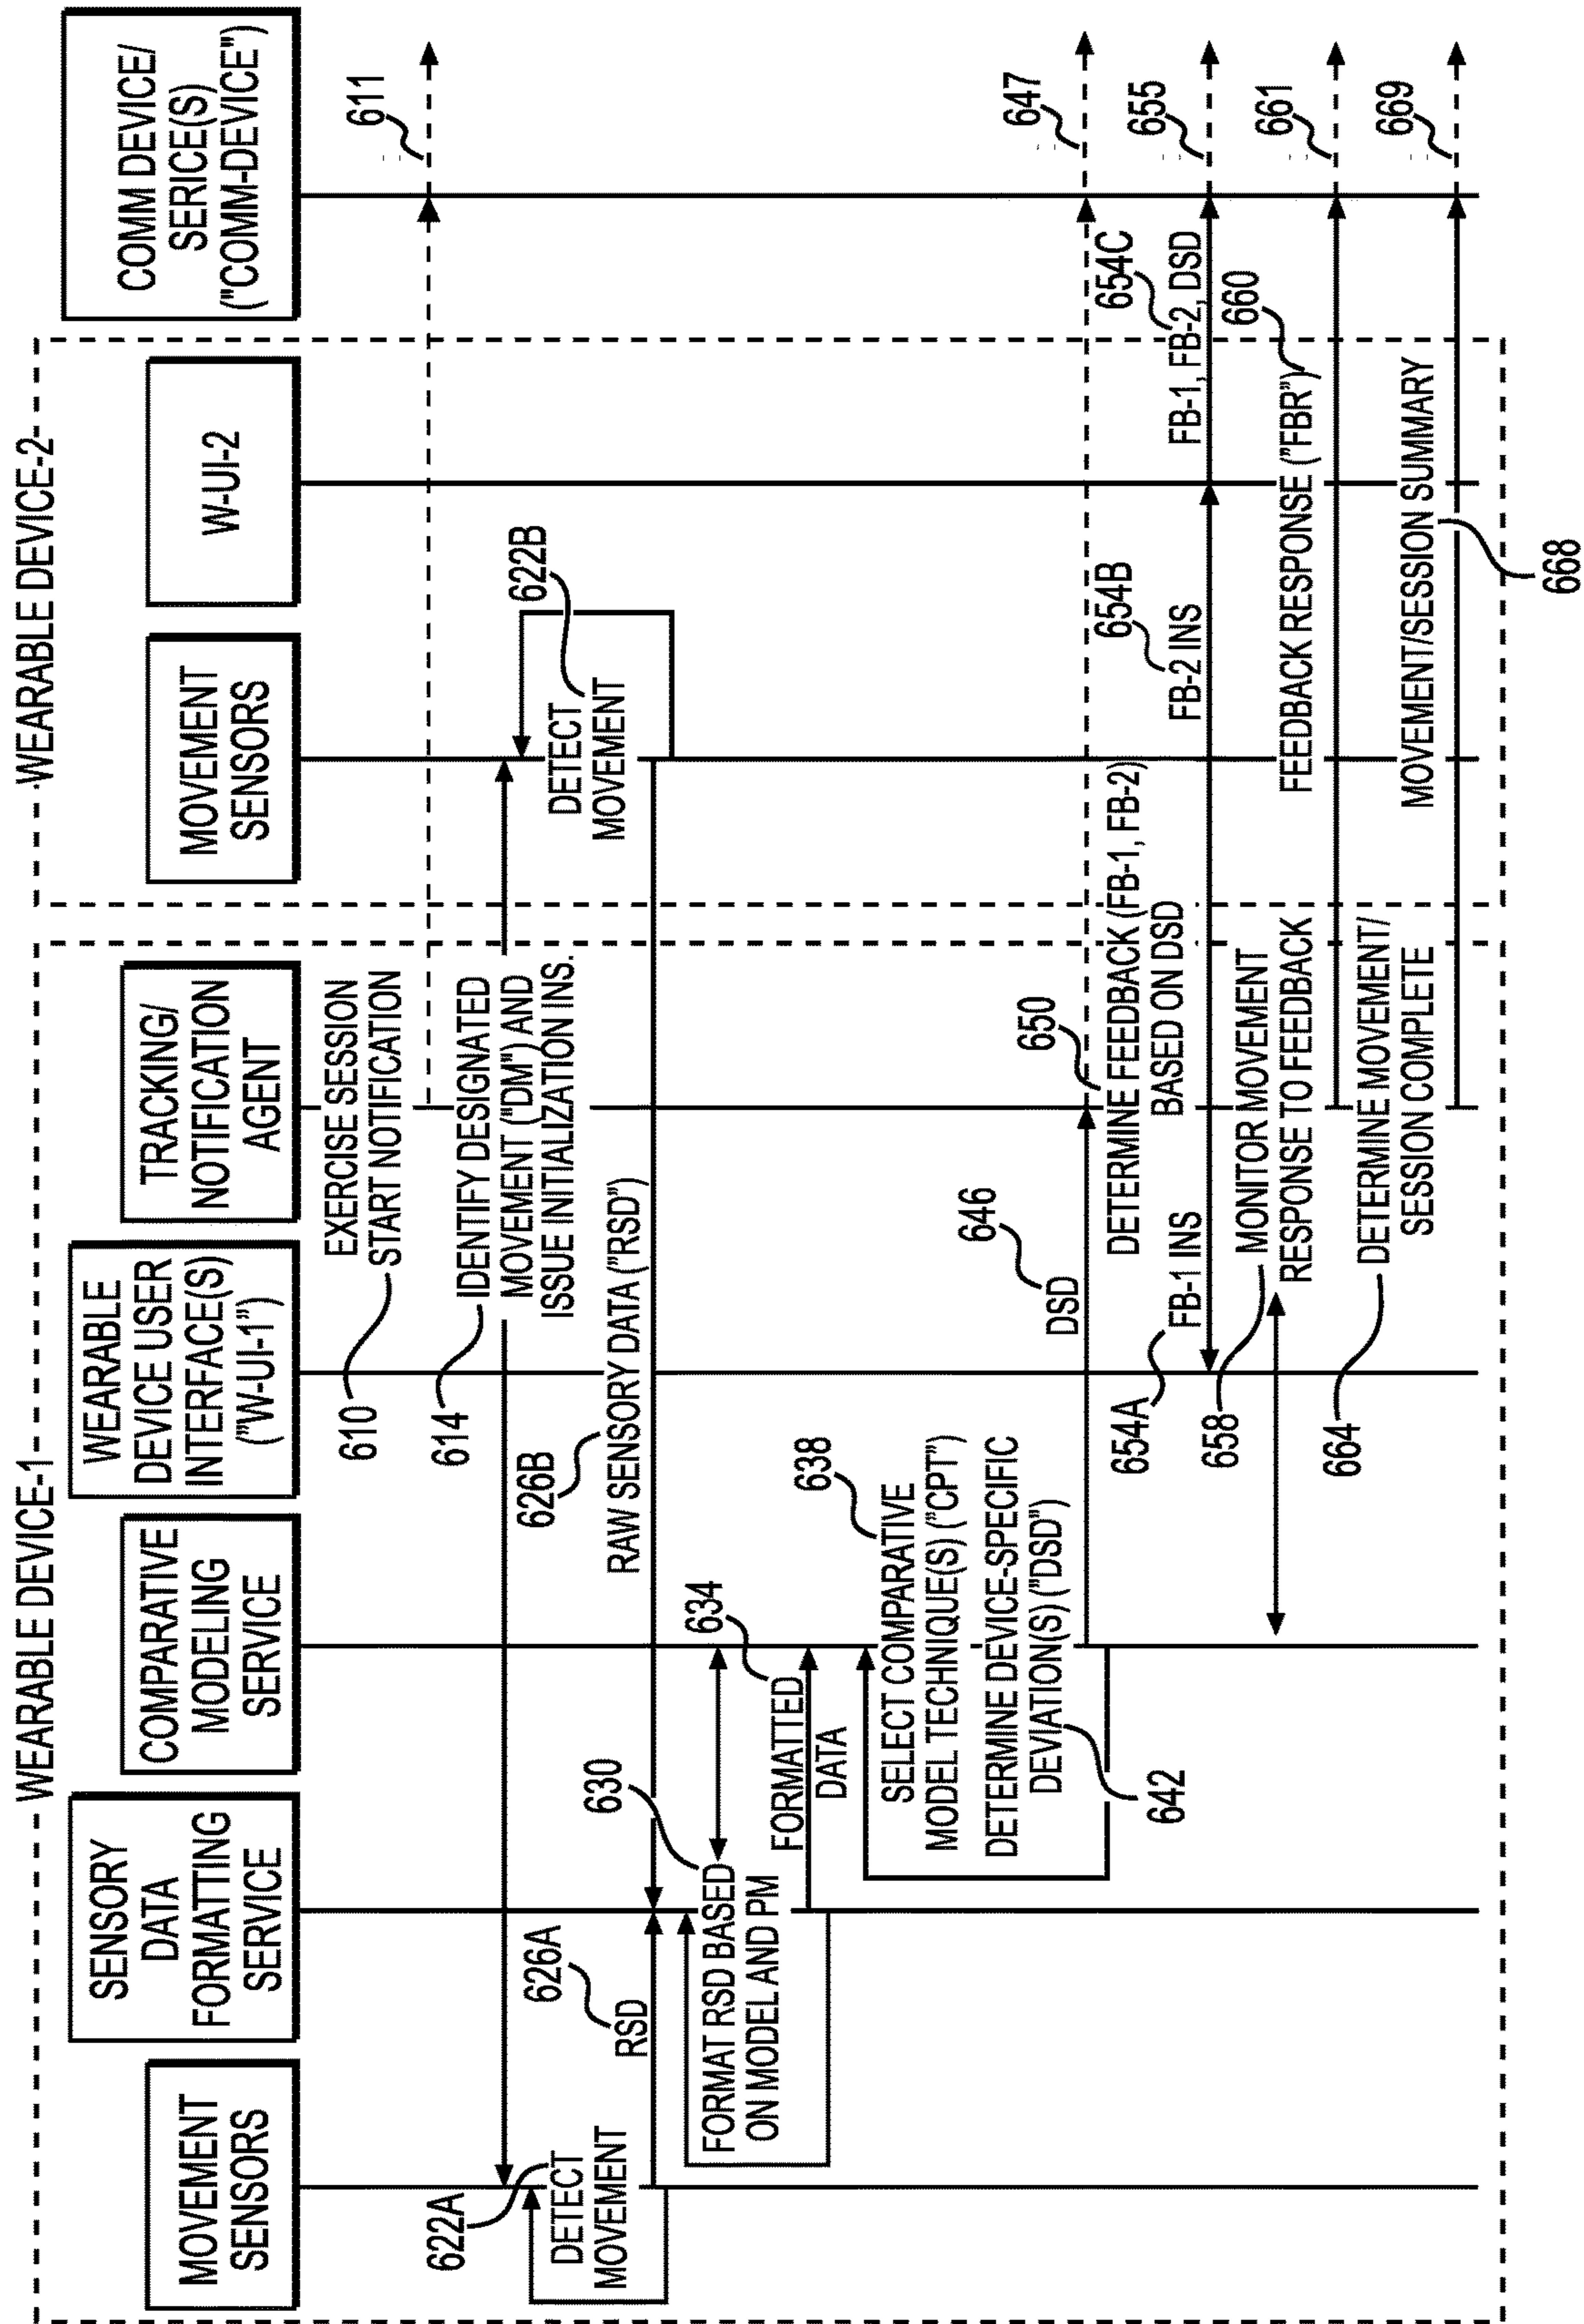 WEARABLE DEVICE-1
WEARABLE DEVICE-2
MOVEMENT
SENSORS
SENSORY
DATA
FORMATTING
SERVICE
COMPARATIVE
MODELING
SERVICE
WEARABLE
DEVICE USER
INTERFACE(S)
("W-UI-1")
TRACKING/
NOTIFICATION
AGENT
MOVEMENT
SENSORS
W-UI-2
COMM DEVICE/
SERICE(S)
("COMM-DEVICE")
610
EXERCISE SESSION
START NOTIFICATION
611
614
IDENTIFY DESIGNATED
MOVEMENT ("DM") AND
ISSUE INITIALIZATION INS.
622A
DETECT
MOVEMENT
622B
DETECT
MOVEMENT
626A
RSD
626B
RAW SENSORY DATA ("RSD")
630
FORMAT RSD BASED
ON MODEL AND PM
634
FORMATTED
DATA
638
SELECT COMPARATIVE
MODEL TECHNIQUE(S) ("CPT")
DETERMINE DEVICE-SPECIFIC
DEVIATION(S) ("DSD")
642
646
DSD
647
650
DETERMINE FEEDBACK (FB-1, FB-2)
BASED ON DSD
654A
FB-1 INS
654B
FB-2 INS
654C
FB-1, FB-2, DSD
655
658
MONITOR MOVEMENT
RESPONSE TO FEEDBACK
660
FEEDBACK RESPONSE ("FBR")
661
664
DETERMINE MOVEMENT/
SESSION COMPLETE
MOVEMENT/SESSION SUMMARY
668
669